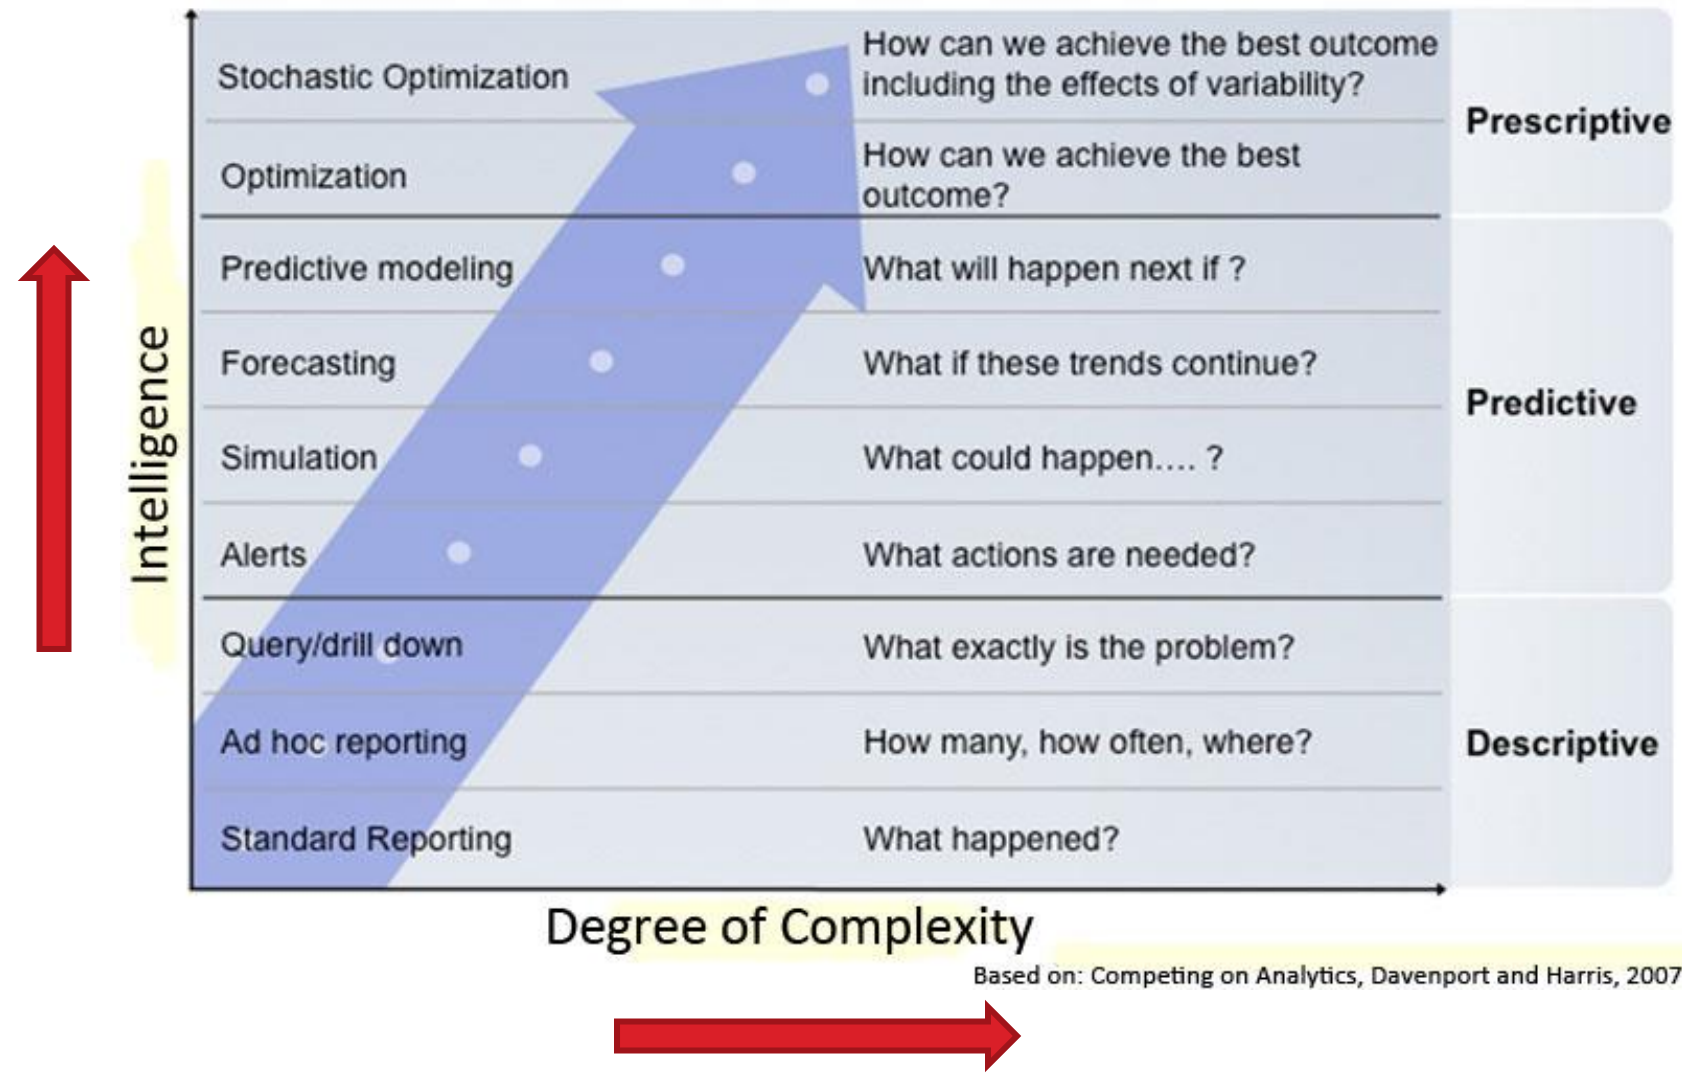 Stochastic Optimization
How can we achieve the best outcome
including the effects of variability?
Prescriptive
Optimization
How can we achieve the best
outcome?
Predictive modeling
What will happen next if ?
Forecasting
What if these trends continue?
Predictive
Simulation
What could happen.... ?
Alerts
What actions are needed?
Query/drill down
What exactly is the problem?
Ad hoc reporting
How many, how often, where?
Descriptive
Standard Reporting
What happened?
Intelligence
Degree of Complexity
Based on: Competing on Analytics, Davenport and Harris, 2007